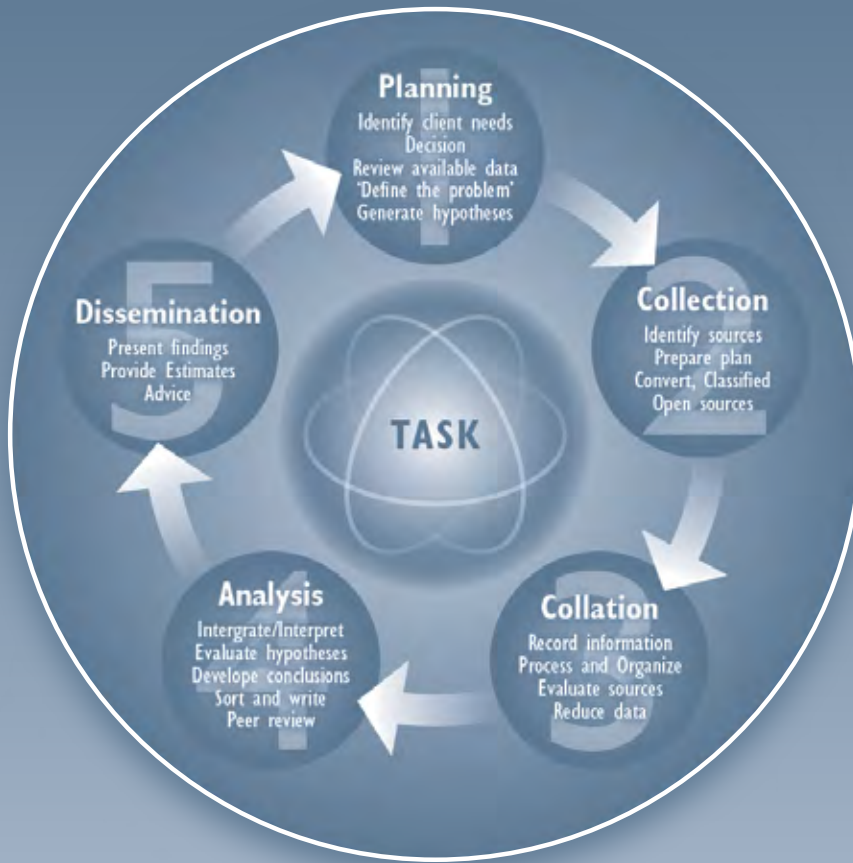 1
Planning
Identify client needs
Decision
Review available data
'Define the problem'
Generate hypotheses
2
Collection
Identify sources
Prepare plan
Convert, Classified
Open sources
3
Collation
Record information
Process and Organize
Evaluate sources
Reduce data
4
Analysis
Intergrate/Interpret
Evaluate hypotheses
Develope conclusions
Sort and write
Peer review
5
Dissemination
Present findings
Provide Estimates
Advice
TASK